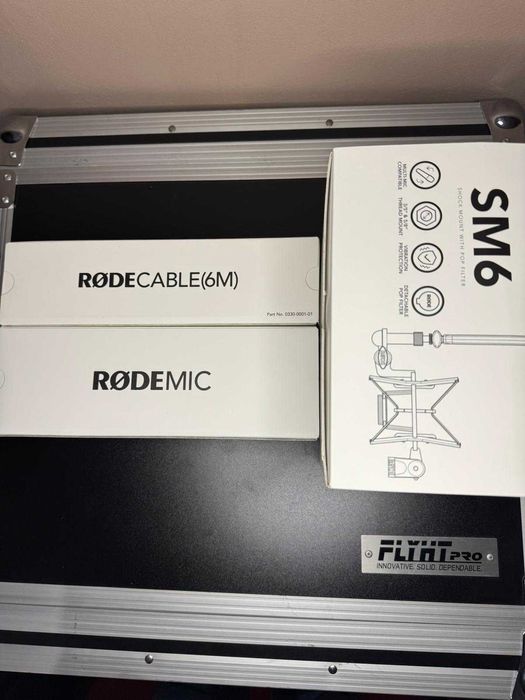 RØDECABLE(6M)
Part No. 0330-0001-01
RØDEMIC
SM6
SHOCK MOUNT WITH POP FILTER
MULTI-MIC
COMPATIBLE
3/8" & 5/8"
THREAD MOUNT
VIBRATION
PROTECTION
RØDE
DETACHABLE
POP FILTER
FLYHT PRO
INNOVATIVE. SOLID. DEPENDABLE.